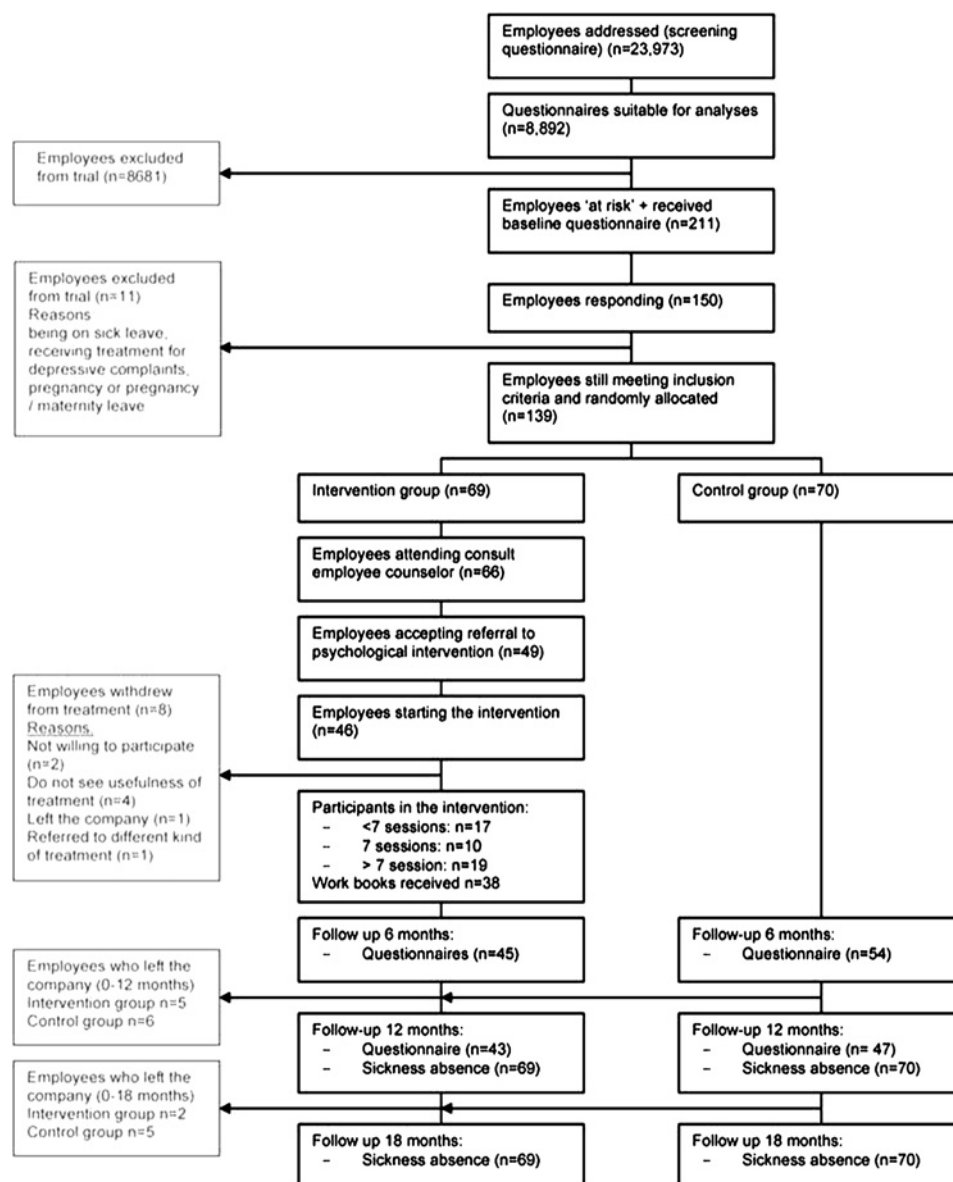 Employees addressed (screening
questionnaire) (n=23,973)
Questionnaires suitable for analyses
(n=8,892)
Employees excluded
from trial (n=8681)
Employees 'at risk' + received
baseline questionnaire (n=211)
Employees excluded
from trial (n=11)
Reasons
being on sick leave,
receiving treatment for
depressive complaints,
pregnancy or pregnancy
/ maternity leave
Employees responding (n=150)
Employees still meeting inclusion
criteria and randomly allocated
(n=139)
Intervention group (n=69)
Control group (n=70)
Employees attending consult
employee counselor (n=66)
Employees accepting referral to
psychological intervention (n=49)
Employees withdrew
from treatment (n=8)
Reasons.
Not willing to participate
(n=2)
Do not see usefulness of
treatment (n=4)
Left the company (n=1)
Referred to different kind
of treatment (n=1)
Employees starting the intervention
(n=46)
Participants in the intervention:
- <7 sessions: n=17
- 7 sessions: n=10
- > 7 session: n=19
Work books received n=38
Follow up 6 months:
- Questionnaires (n=45)
Follow-up 6 months:
- Questionnaire (n=54)
Employees who left the
company (0-12 months)
Intervention group n=5
Control group n=6
Follow-up 12 months:
- Questionnaire (n=43)
- Sickness absence (n=69)
Follow-up 12 months:
- Questionnaire (n= 47)
- Sickness absence (n=70)
Employees who left the
company (0-18 months)
Intervention group n=2
Control group n=5
Follow up 18 months:
- Sickness absence (n=69)
Follow up 18 months:
- Sickness absence (n=70)